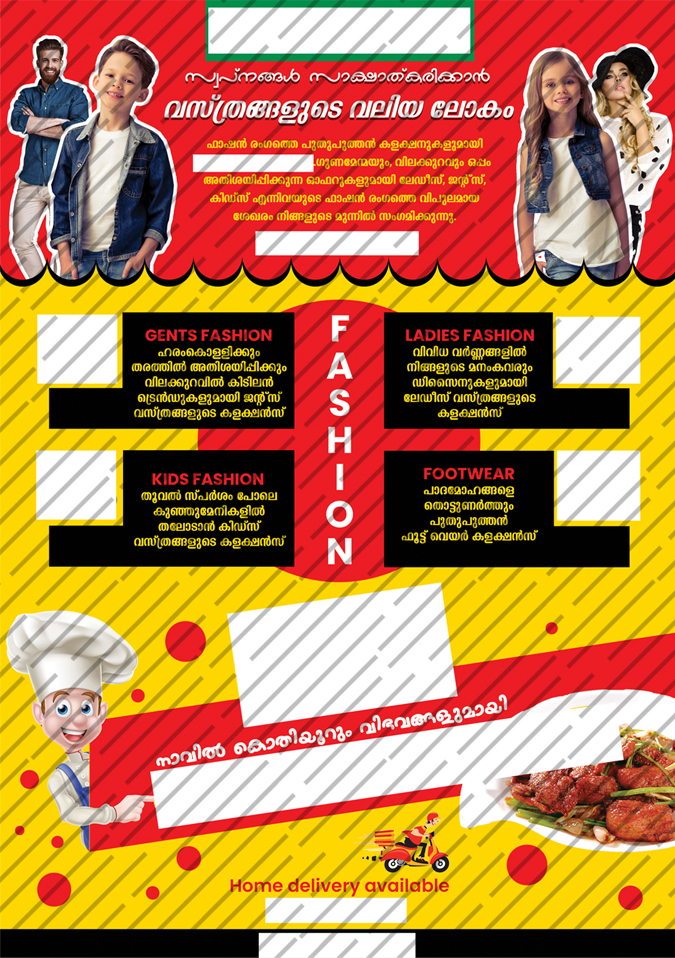 സ്വപ്നങ്ങൾ സാക്ഷാത്കരിക്കാൻ
വസ്ത്രങ്ങളുടെ വലിയ ലോകം
ഫാഷൻ രംഗത്തെ പുതുപുത്തൻ കളക്ഷനുകളുമായി
.ഗുണമേന്മയും, വിലക്കുറവും ഒപ്പം
അതിശയിപ്പിക്കുന്ന ഓഫറുകളുമായി ലേഡീസ്, ജന്റ്സ്,
കിഡ്സ് എന്നിവയുടെ ഫാഷൻ രംഗത്തെ വിപുലമായ
ശേഖരം നിങ്ങളുടെ മുന്നിൽ സംഗമിക്കുന്നു.
FASHION
GENTS FASHION
ഹരംകൊള്ളിക്കും
തരത്തിൽ അതിശയിപ്പിക്കും
വിലക്കുറവിൽ കിടിലൻ
ട്രെൻഡുകളുമായി ജന്റ്സ്
വസ്ത്രങ്ങളുടെ കളക്ഷൻസ്
LADIES FASHION
വിവിധ വർണ്ണങ്ങളിൽ
നിങ്ങളുടെ മനംകവരും
ഡിസൈനുകളുമായി
ലേഡീസ് വസ്ത്രങ്ങളുടെ
കളക്ഷൻസ്
KIDS FASHION
തൂവൽ സ്പർശം പോലെ
കുഞ്ഞുമേനികളിൽ
തലോടാൻ കിഡ്സ്
വസ്ത്രങ്ങളുടെ കളക്ഷൻസ്
FOOTWEAR
പാദമോഹങ്ങളെ
തൊട്ടുണർത്തും
പുതുപുത്തൻ
ഫൂട്ട് വെയർ കളക്ഷൻസ്
നാവിൽ കൊതിയൂറും വിഭവങ്ങളുമായി
Home delivery available